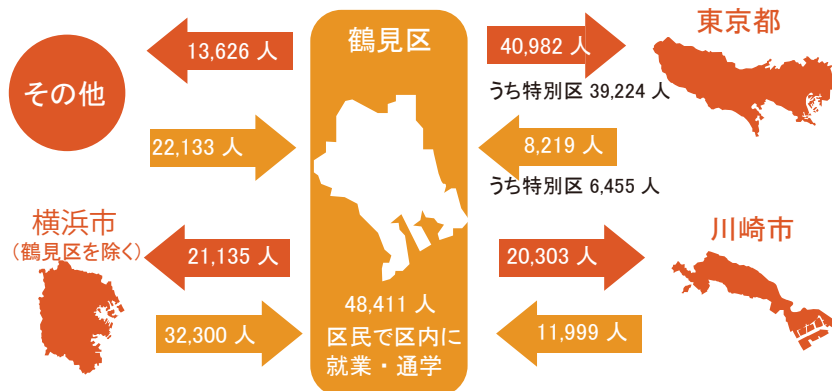 その他
13,626 人
22,133 人
横浜市
(鶴見区を除く)
21,135 人
32,300 人
鶴見区
48,411 人
区民で区内に
就業・通学
東京都
40,982人
うち特別区 39,224 人
8,219 人
うち特別区 6,455 人
川崎市
20,303 人
11,999 人